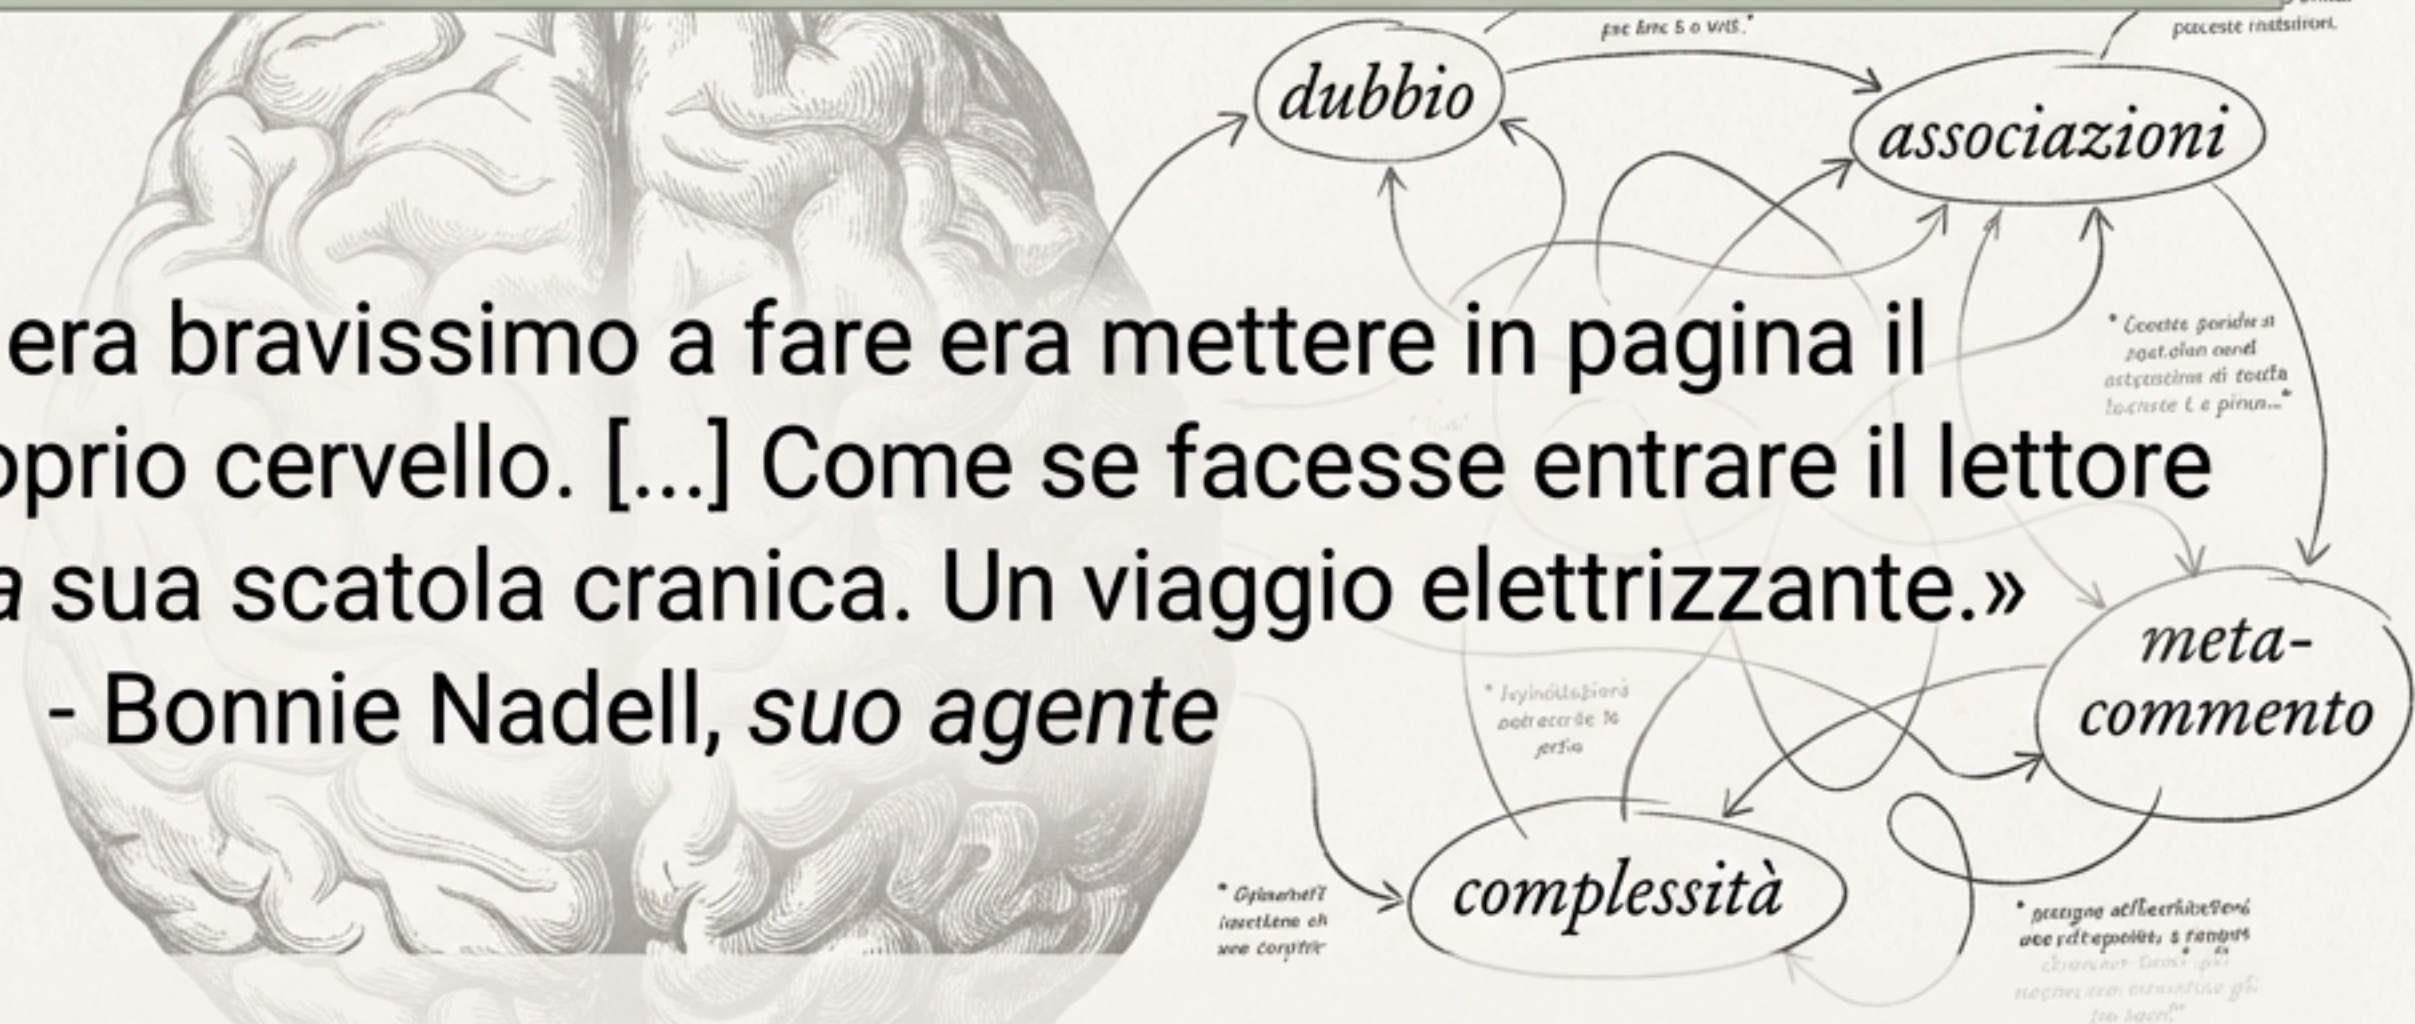 dubbio
associazioni
era bravissimo a fare era mettere in pagina il
cervello. [...] Come se facesse entrare il lettore
sua scatola cranica. Un viaggio elettrizzante.»
- Bonnie Nadell, suo agente
meta-
commento
complessità